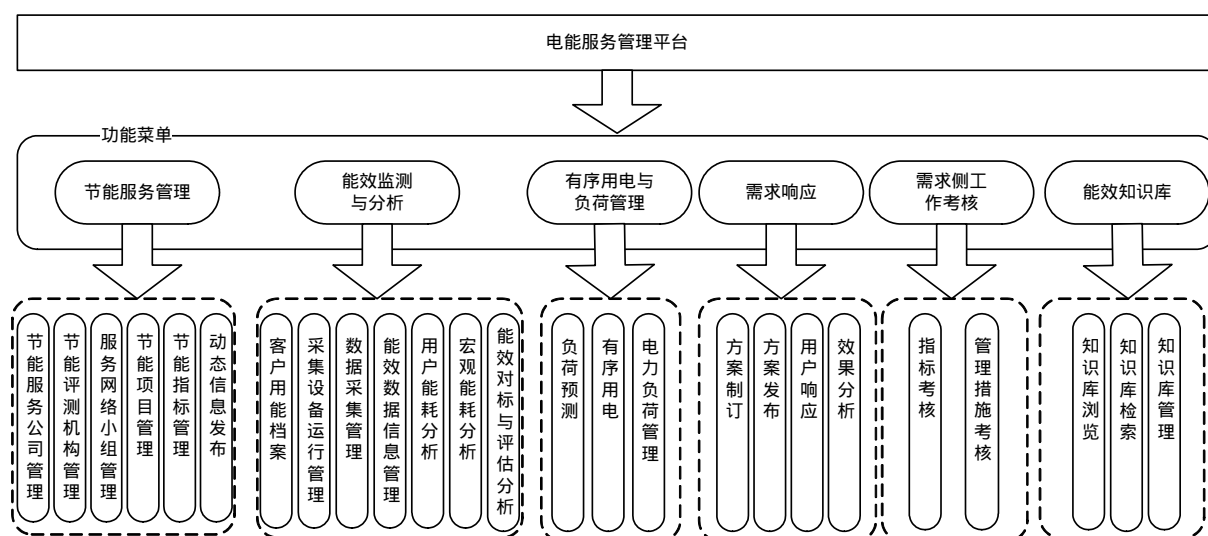 电能服务管理平台
功能菜单
节能服务管理
能效监测
与分析
有序用电与
负荷管理
需求响应
需求侧工
作考核
能效知识库
节能服务公司管理
节能评测机构管理
服务网络小组管理
节能项目管理
节能指标管理
动态信息发布
客户用能档案
采集设备运行管理
数据采集管理
能效数据信息管理
用户能耗分析
宏观能耗分析
能效对标与评估分析
负荷预测
有序用电
电力负荷管理
方案制订
方案发布
用户响应
效果分析
指标考核
管理措施考核
知识库浏览
知识库检索
知识库管理